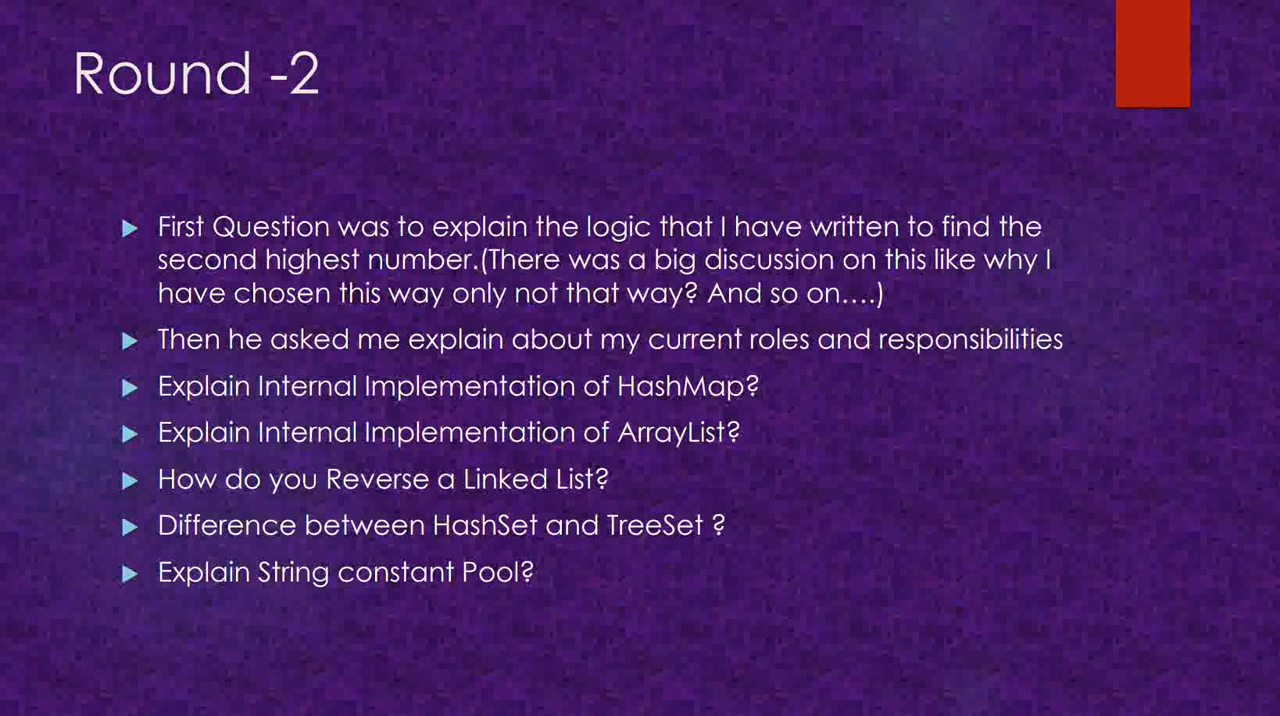 Round -2
First Question was to explain the logic that I have written to find the
second highest number.(There was a big discussion on this like why I
have chosen this way only not that way? And so on….)
Then he asked me explain about my current roles and responsibilities
Explain Internal Implementation of HashMap?
Explain Internal Implementation of ArrayList?
How do you Reverse a Linked List?
Difference between HashSet and TreeSet ?
Explain String constant Pool?